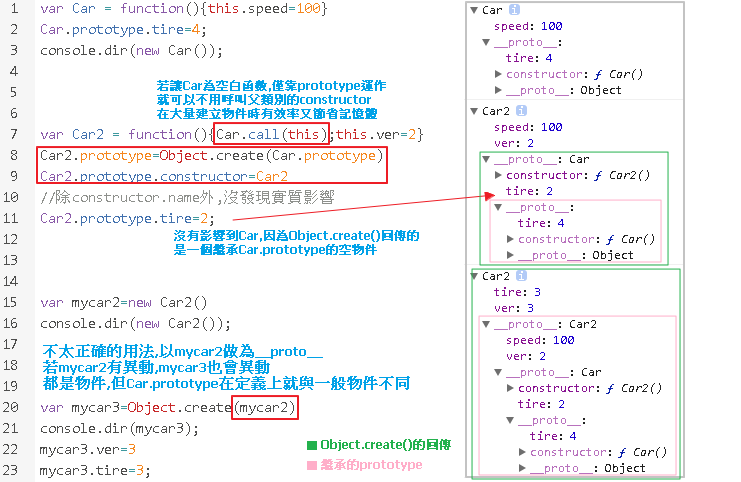 1 var Car = function(){this.speed=100}
2 Car.prototype.tire=4;
3 console.dir(new Car());
4
5
若讓Car為空白函數,僅靠prototype運作
就可以不用呼叫父類別的constructor
在大量建立物件時有效率又節省記憶體
6
7 var Car2 = function(){Car.call(this);this.ver=2}
8 Car2.prototype=Object.create(Car.prototype)
9 Car2.prototype.constructor=Car2
10 //除constructor.name外,沒發現實質影響
11 Car2.prototype.tire=2;
沒有影響到Car,因為Object.create()回傳的
是一個繼承Car.prototype的空物件
12
13
14
15 var mycar2=new Car2()
16 console.dir(new Car2());
17
不太正確的用法,以mycar2做為__proto__
若mycar2有異動,mycar3也會異動
都是物件,但Car.prototype在定義上就與一般物件不同
18
19
20 var mycar3=Object.create(mycar2)
21 console.dir(mycar3);
22 mycar3.ver=3
23 mycar3.tire=3;
Object.create()的回傳
繼承的prototype
▼ Car i
speed: 100
▼ __proto__:
tire: 4
▶ constructor: ƒ Car()
▶ __proto__: Object
▼ Car2 i
speed: 100
ver: 2
▼ __proto__: Car
▶ constructor: ƒ Car2()
tire: 2
▼ __proto__:
tire: 4
▶ constructor: ƒ Car()
▶ __proto__: Object
▼ Car2 i
tire: 3
ver: 3
▼ __proto__: Car2
speed: 100
ver: 2
▼ __proto__: Car
▶ constructor: ƒ Car2()
tire: 2
▼ __proto__:
tire: 4
▶ constructor: ƒ Car()
▶ __proto__: Object